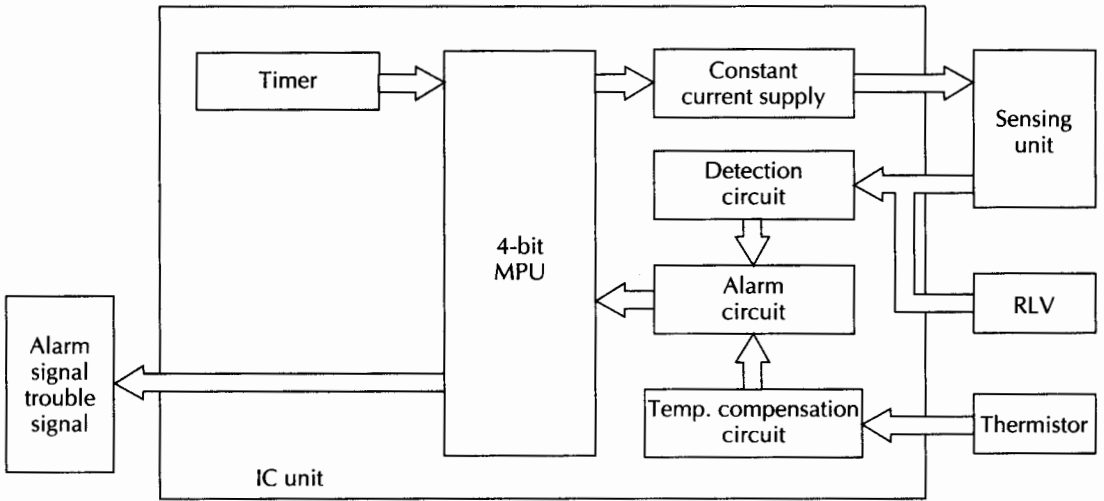 Timer
4-bit
MPU
Constant
current supply
Sensing
unit
Detection
circuit
Alarm
circuit
RLV
Alarm
signal
trouble
signal
Temp. compensation
circuit
Thermistor
IC unit